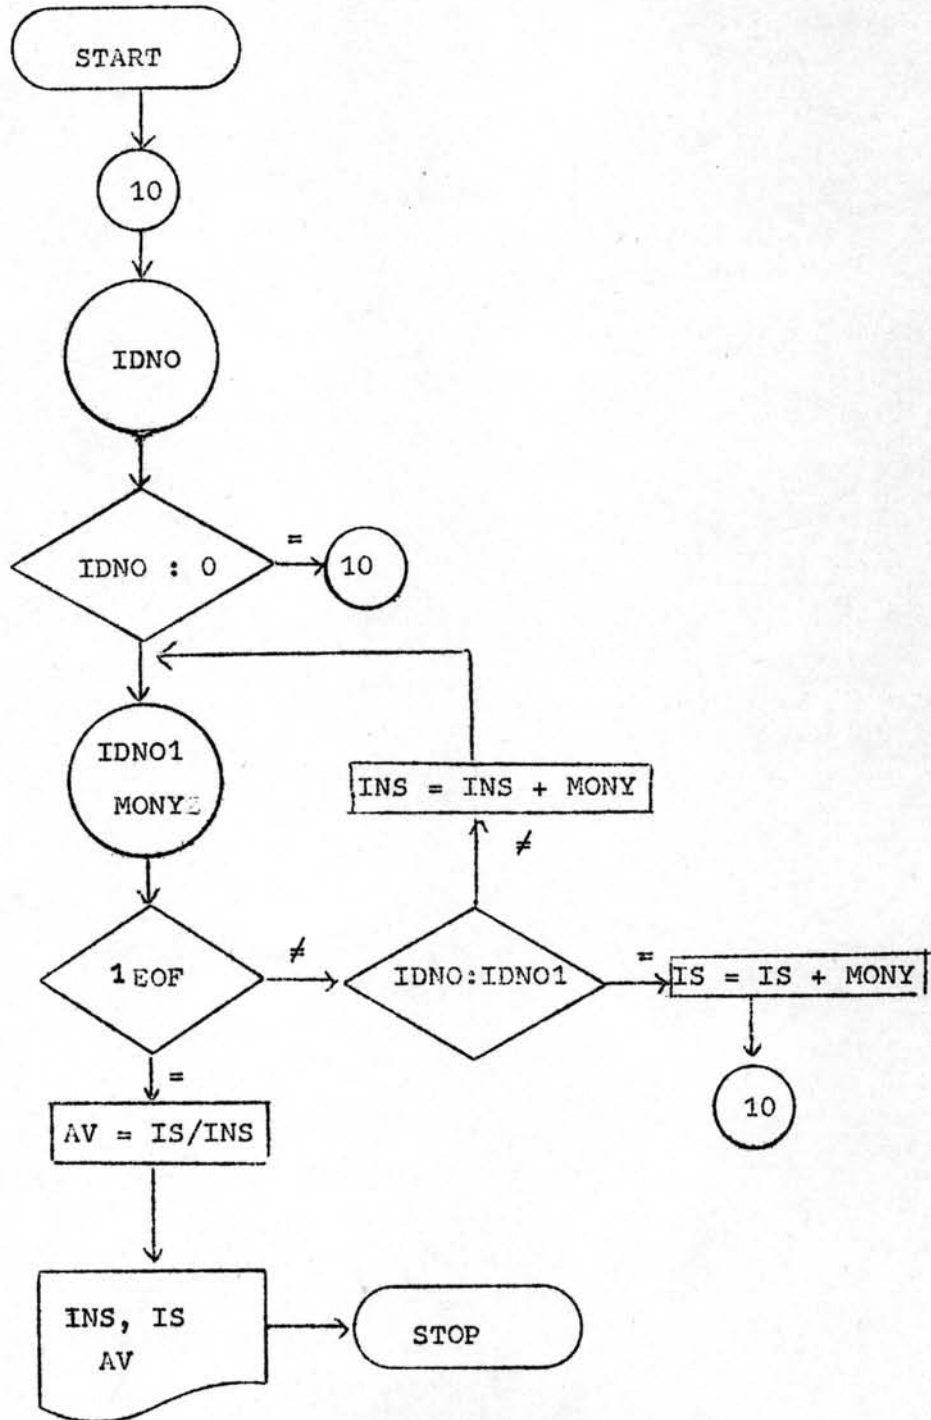 START
10
IDNO
IDNO : 0
=
10
IDNO1
MONY
INS = INS + MONY
≠
1 EOF
≠
IDNO:IDNO1
=
IS = IS + MONY
10
=
AV = IS/INS
INS, IS
AV
STOP